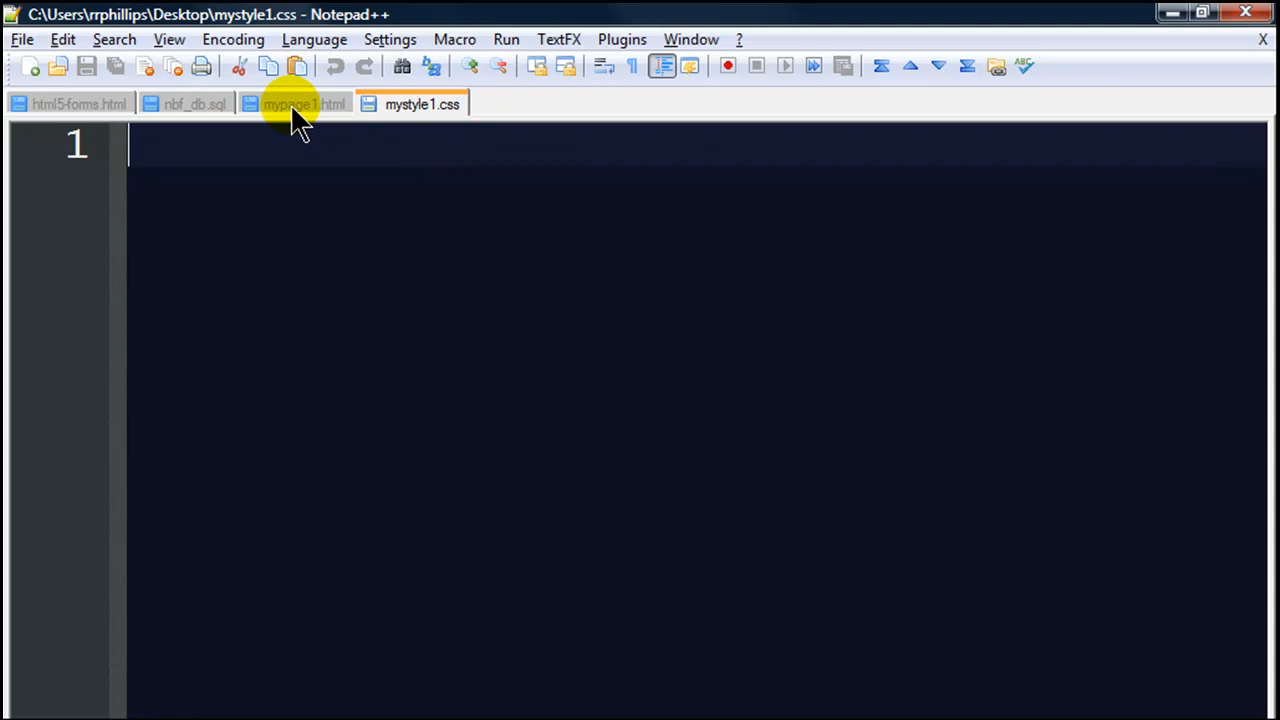 C:\Users\rrphillips\Desktop\mystyle1.css - Notepad++
File Edit Search View Encoding Language Settings Macro Run TextFX Plugins Window ? X
html5-forms.html nbf_db.sql mypage1.html mystyle1.css
1